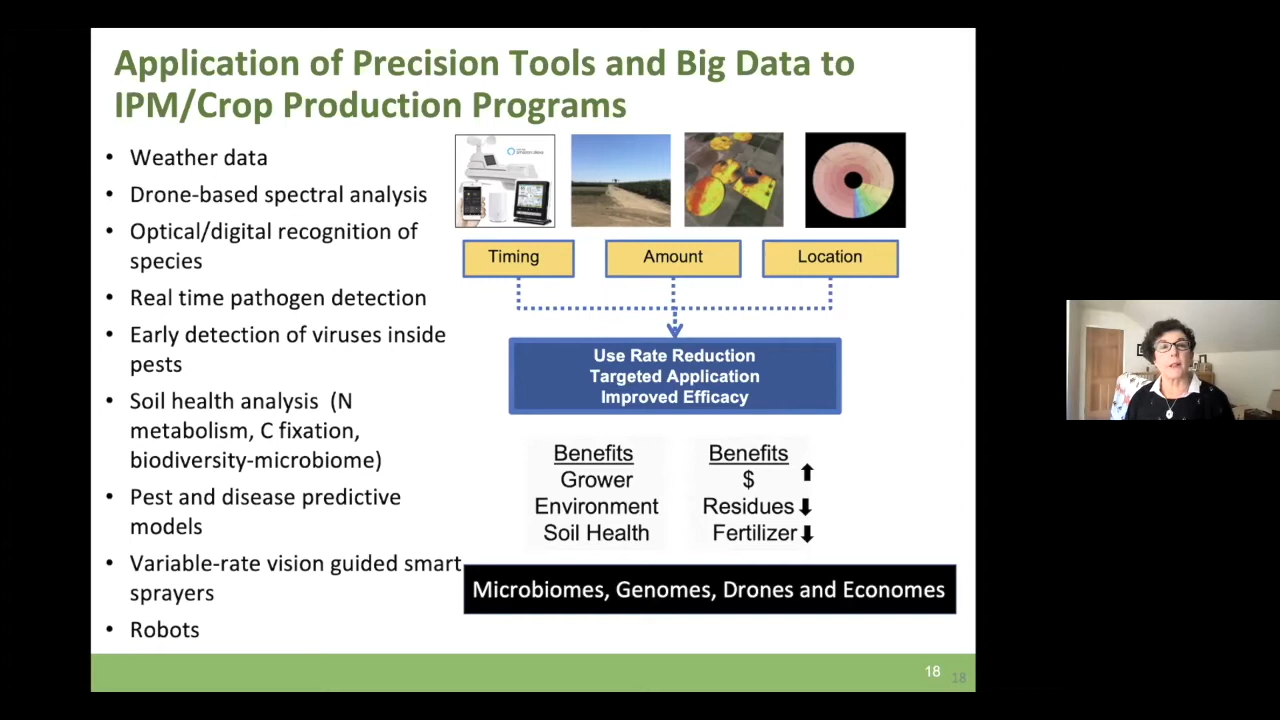 Application of Precision Tools and Big Data to
IPM/Crop Production Programs
• Weather data
• Drone-based spectral analysis
• Optical/digital recognition of
species
• Real time pathogen detection
• Early detection of viruses inside
pests
• Soil health analysis (N
metabolism, C fixation,
biodiversity-microbiome)
• Pest and disease predictive
models
• Variable-rate vision guided smart
sprayers
• Robots
Timing
Amount
Location
Use Rate Reduction
Targeted Application
Improved Efficacy
Benefits
Grower
Environment
Soil Health
Benefits
$
Residues
Fertilizer
Microbiomes, Genomes, Drones and Economes
18
18